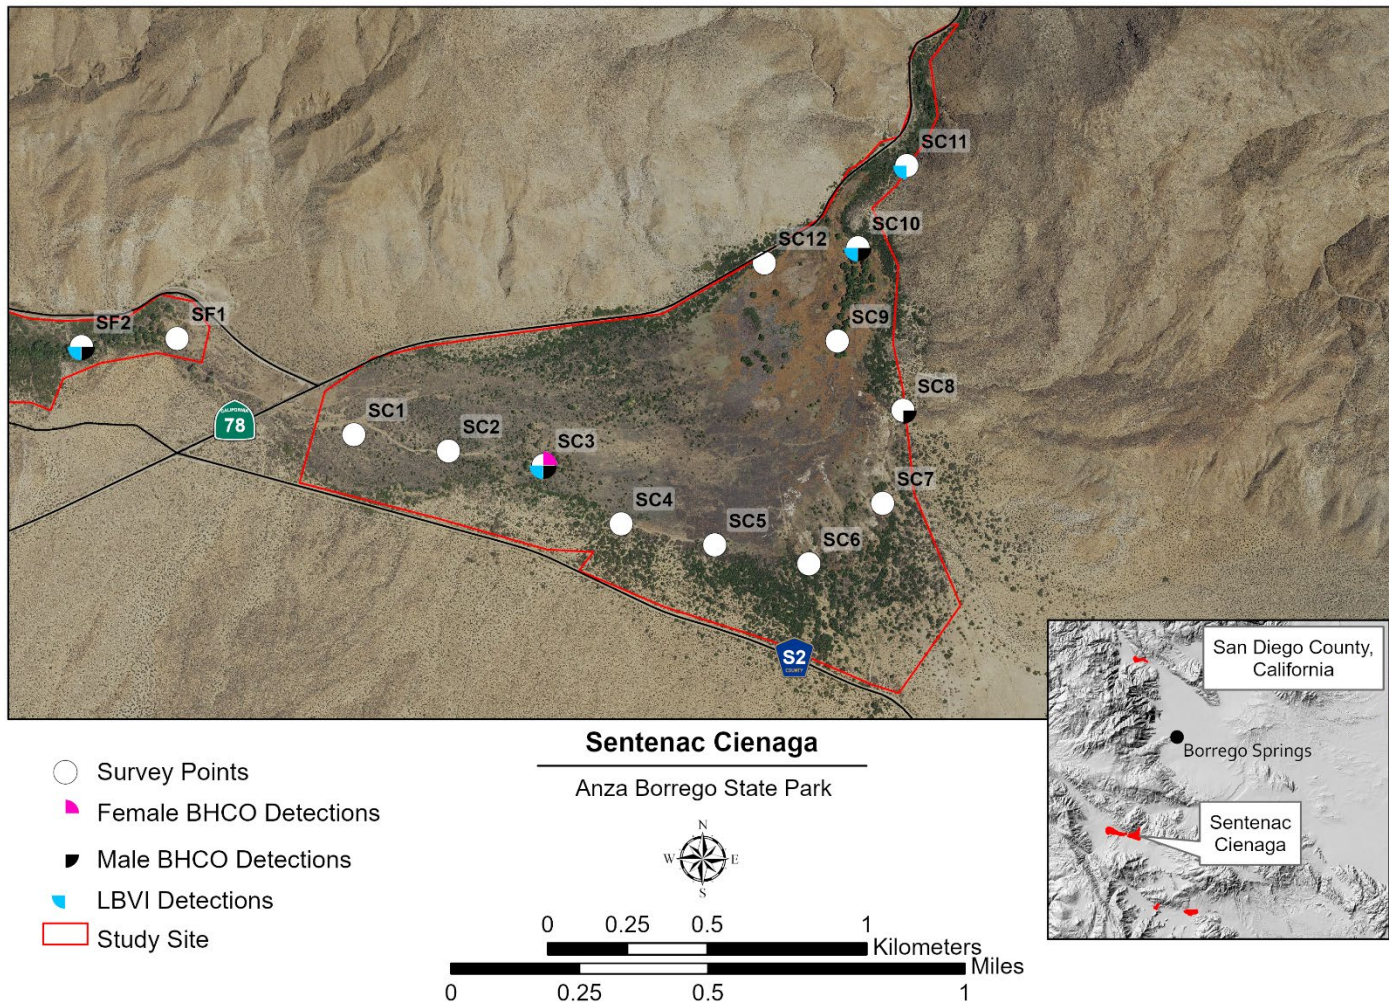 SC11
SC10
SC12
SF1
SF2
SC9
SC8
CALIFORNIA
78
SC1
SC2
SC3
SC7
SC4
SC5
SC6
S2
COUNTY
San Diego County,
California
Borrego Springs
Sentenac
Cienaga
Sentenac Cienaga
Anza Borrego State Park
Survey Points
Female BHCO Detections
Male BHCO Detections
LBVI Detections
Study Site
N
W E
S
0 0.25 0.5 1
Kilometers
Miles
0 0.25 0.5 1